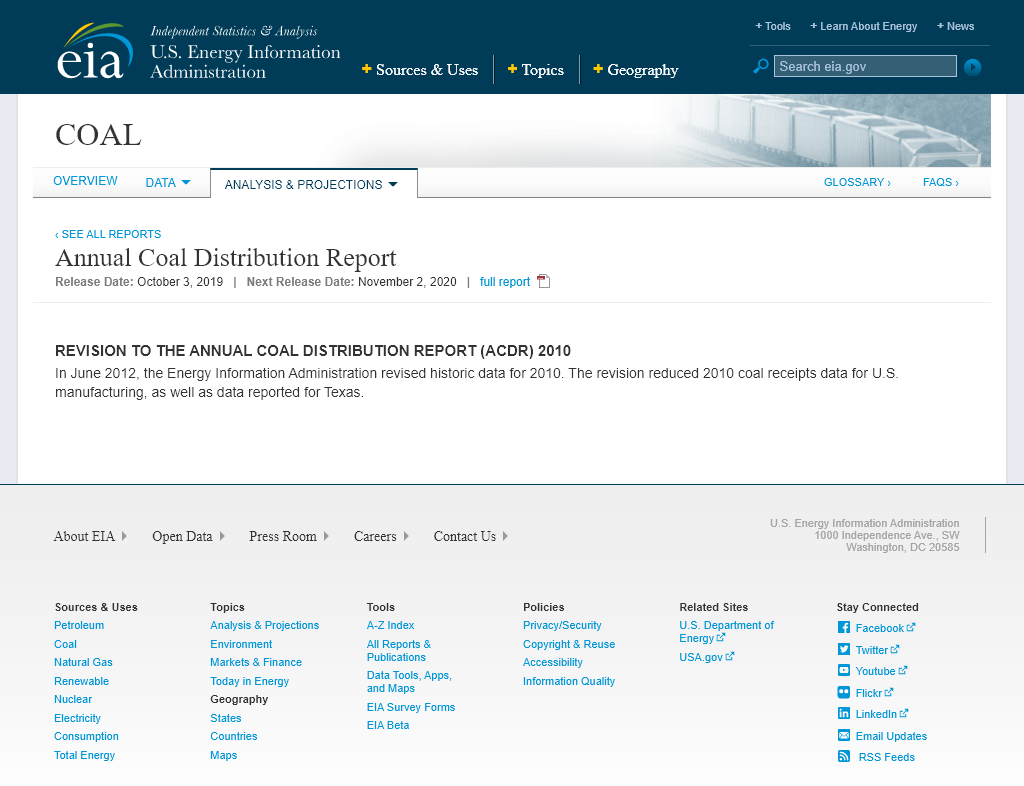 + Tools + Learn About Energy + News
eia
Independent Statistics & Analysis
U.S. Energy Information
Administration
+ Sources & Uses + Topics + Geography
Search eia.gov
COAL
OVERVIEW DATA ANALYSIS & PROJECTIONS GLOSSARY › FAQS ›
‹ SEE ALL REPORTS
Annual Coal Distribution Report
Release Date: October 3, 2019 | Next Release Date: November 2, 2020 | full report
REVISION TO THE ANNUAL COAL DISTRIBUTION REPORT (ACDR) 2010
In June 2012, the Energy Information Administration revised historic data for 2010. The revision reduced 2010 coal receipts data for U.S.
manufacturing, as well as data reported for Texas.
About EIA Open Data Press Room Careers Contact Us
U.S. Energy Information Administration
1000 Independence Ave., SW
Washington, DC 20585
Sources & Uses
Petroleum
Coal
Natural Gas
Renewable
Nuclear
Electricity
Consumption
Total Energy
Topics
Analysis & Projections
Environment
Markets & Finance
Today in Energy
Geography
States
Countries
Maps
Tools
A-Z Index
All Reports &
Publications
Data Tools, Apps,
and Maps
EIA Survey Forms
EIA Beta
Policies
Privacy/Security
Copyright & Reuse
Accessibility
Information Quality
Related Sites
U.S. Department of
Energy
USA.gov
Stay Connected
Facebook
Twitter
Youtube
Flickr
LinkedIn
Email Updates
RSS Feeds